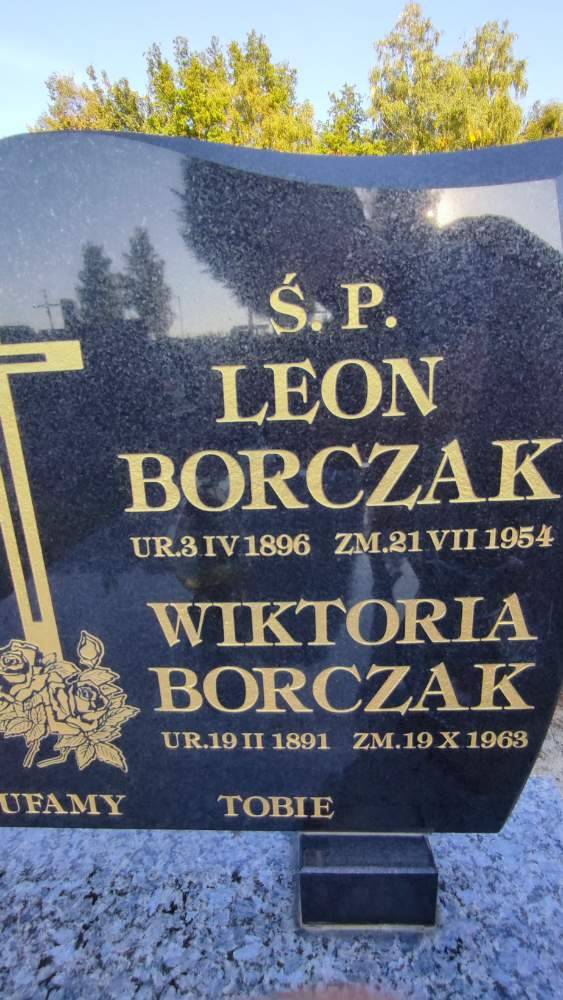 Ś. P.
LEON
BORCZAK
UR.3 IV 1896 ZM.21 VII 1954
WIKTORIA
BORCZAK
UR.19 II 1891 ZM.19 X 1963
UFAMY TOBIE